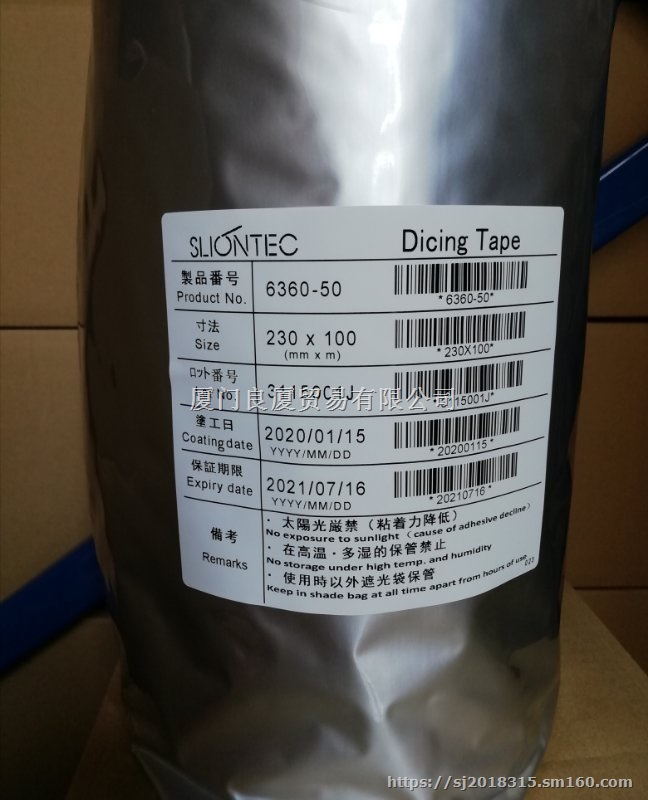 SLIONTEC Dicing Tape
製品番号
Product No. 6360-50
*6360-50*
寸法
Size 230 x 100
(mm x m)
*230X100*
ロット番号
厦门良厦贸易有限公司
塗工日
Coating date 2020/01/15
YYYY/MM/DD
*20200115*
保証期限
Expiry date 2021/07/16
YYYY/MM/DD
*20210716*
備考
Remarks
・太陽光厳禁（粘着力降低）
No exposure to sunlight (cause of adhesive decline)
・在高温・多湿的保管禁止
No storage under high temp. and humidity
・使用時以外遮光袋保管
Keep in shade bag at all time apart from hours of use
021
https://sj2018315.sm160.com